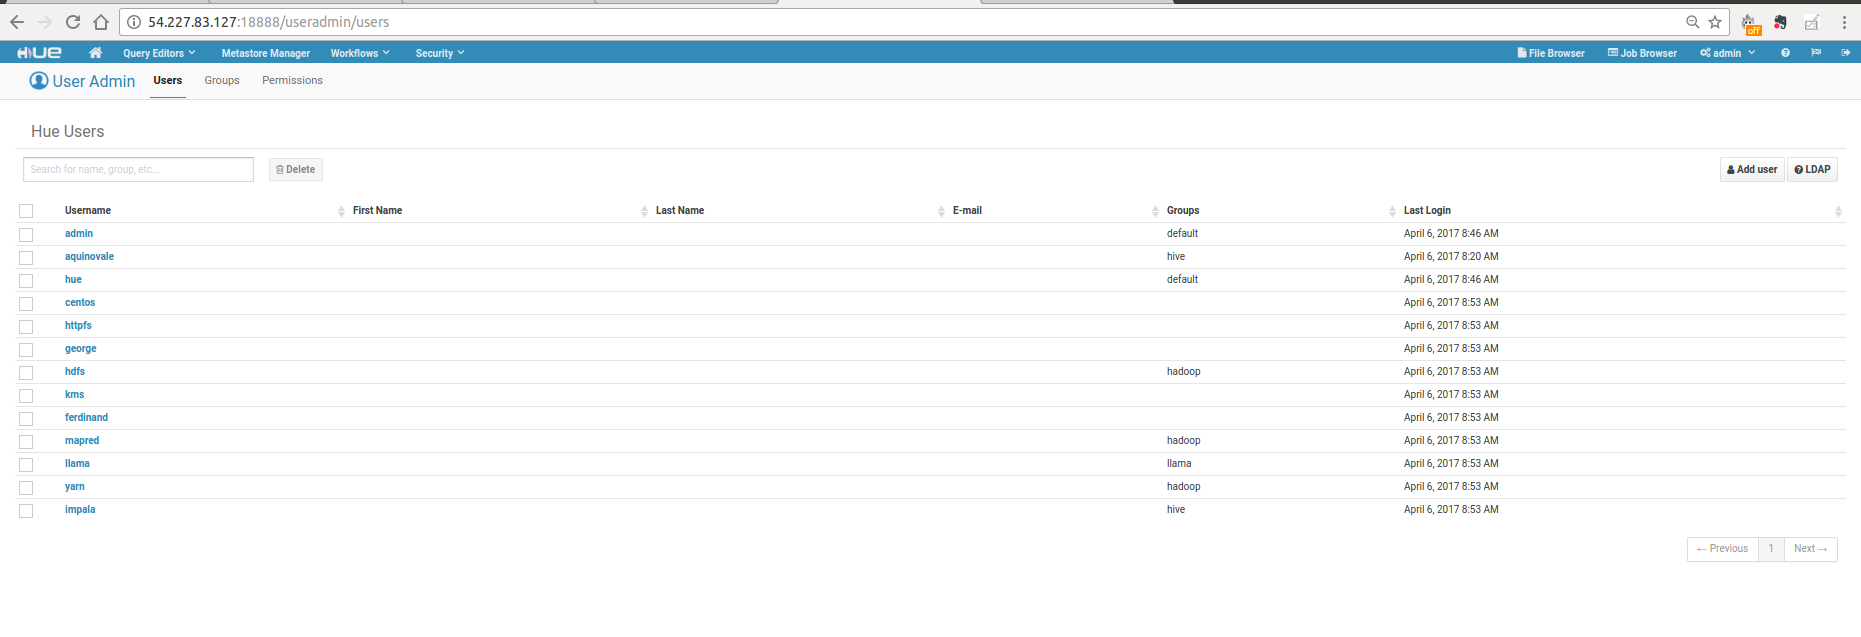 54.227.83.127:18888/useradmin/users
off
HUE Query Editors Metastore Manager Workflows Security File Browser Job Browser admin
User Admin Users Groups Permissions
Hue Users
Search for name, group, etc... Delete Add user LDAP
Username First Name Last Name E-mail Groups Last Login
admin default April 6, 2017 8:46 AM
aquinovale hive April 6, 2017 8:20 AM
hue default April 6, 2017 8:46 AM
centos April 6, 2017 8:53 AM
httpfs April 6, 2017 8:53 AM
george April 6, 2017 8:53 AM
hdfs hadoop April 6, 2017 8:53 AM
kms April 6, 2017 8:53 AM
ferdinand April 6, 2017 8:53 AM
mapred hadoop April 6, 2017 8:53 AM
llama llama April 6, 2017 8:53 AM
yarn hadoop April 6, 2017 8:53 AM
impala hive April 6, 2017 8:53 AM
← Previous 1 Next →